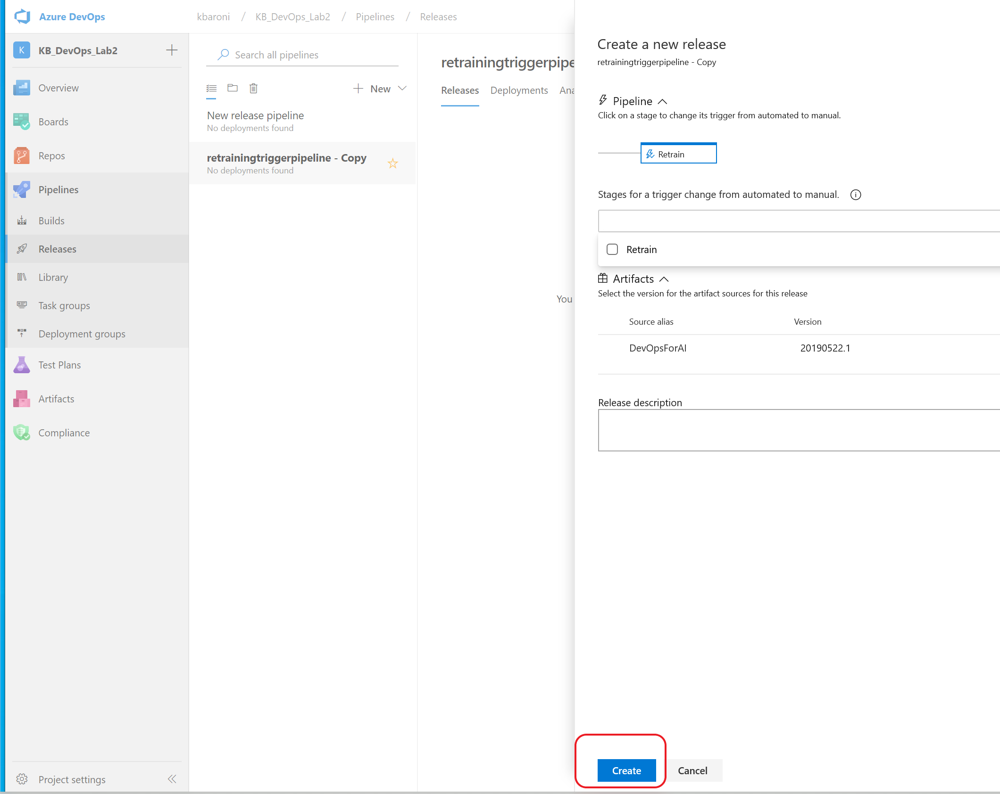 Azure DevOps
kbaroni / KB_DevOps_Lab2 / Pipelines / Releases
K KB_DevOps_Lab2
Overview
Boards
Repos
Pipelines
Builds
Releases
Library
Task groups
Deployment groups
Test Plans
Artifacts
Compliance
Project settings
Search all pipelines
New
New release pipeline
No deployments found
retrainingtriggerpipeline - Copy
No deployments found
retrainingtriggerpipe
Releases Deployments Ana
You
Create a new release
retrainingtriggerpipeline - Copy
Pipeline
Click on a stage to change its trigger from automated to manual.
Retrain
Stages for a trigger change from automated to manual.
Retrain
Artifacts
Select the version for the artifact sources for this release
Source alias Version
DevOpsForAI 20190522.1
Release description
Create Cancel